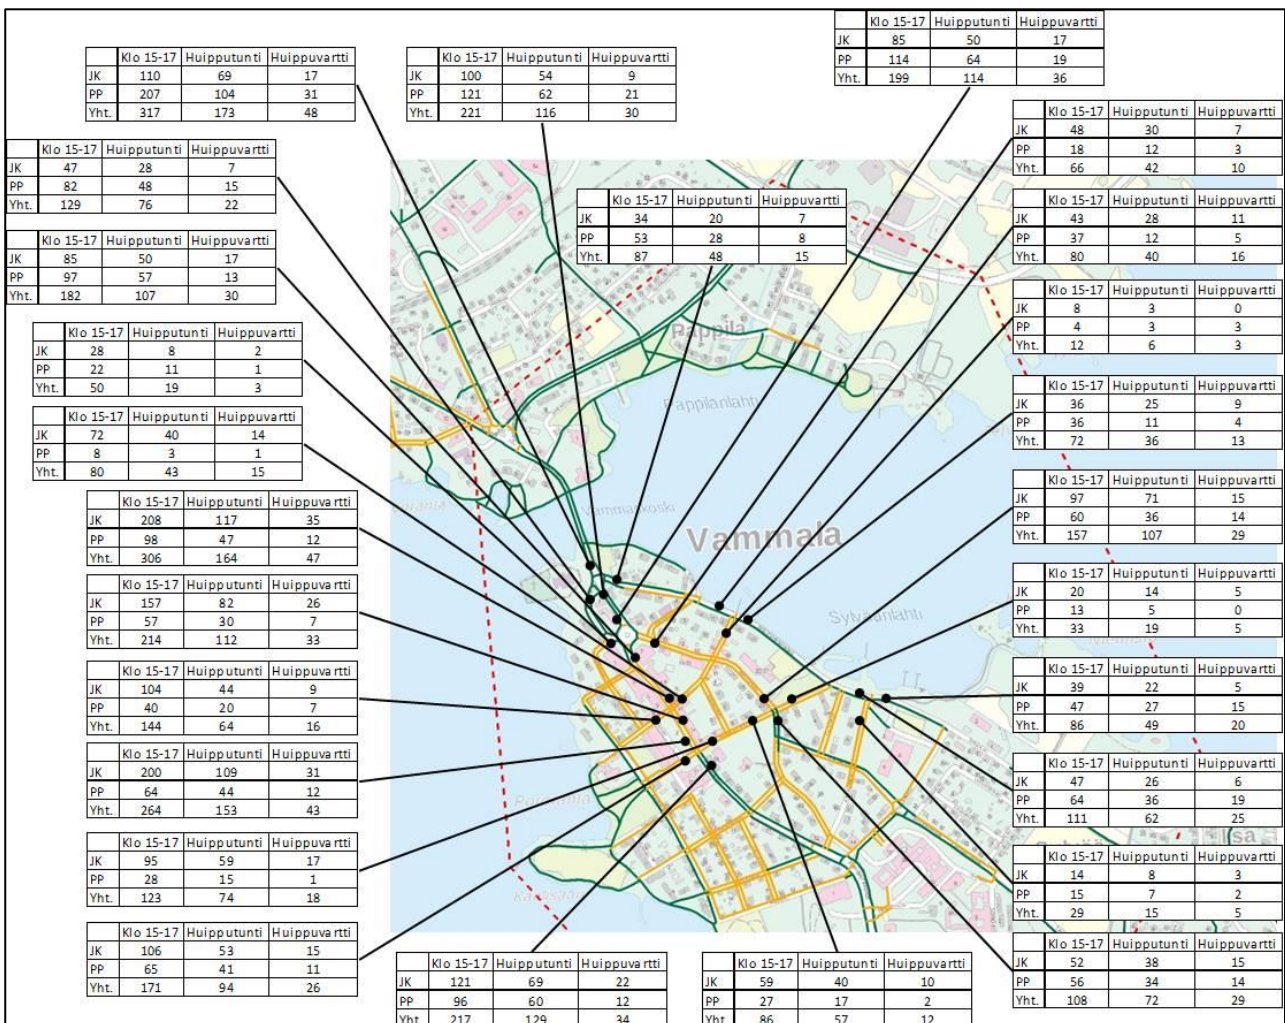 Klo 15-17 Huipputunti Huippuvartti
JK 110 69 17
PP 207 104 31
Yht. 317 173 48
Klo 15-17 Huipputunti Huippuvartti
JK 100 54 9
PP 121 62 21
Yht. 221 116 30
Klo 15-17 Huipputunti Huippuvartti
JK 85 50 17
PP 114 64 19
Yht. 199 114 36
Klo 15-17 Huipputunti Huippuvartti
JK 47 28 7
PP 82 48 15
Yht. 129 76 22
Klo 15-17 Huipputunti Huippuvartti
JK 34 20 7
PP 53 28 8
Yht. 87 48 15
Klo 15-17 Huipputunti Huippuvartti
JK 48 30 7
PP 18 12 3
Yht. 66 42 10
Klo 15-17 Huipputunti Huippuvartti
JK 85 50 17
PP 97 57 13
Yht. 182 107 30
Klo 15-17 Huipputunti Huippuvartti
JK 43 28 11
PP 37 12 5
Yht. 80 40 16
Klo 15-17 Huipputunti Huippuvartti
JK 28 8 2
PP 22 11 1
Yht. 50 19 3
Klo 15-17 Huipputunti Huippuvartti
JK 8 3 0
PP 4 3 3
Yht. 12 6 3
Pappila
Pappilanlahti
Klo 15-17 Huipputunti Huippuvartti
JK 72 40 14
PP 8 3 1
Yht. 80 43 15
Klo 15-17 Huipputunti Huippuvartti
JK 36 25 9
PP 36 11 4
Yht. 72 36 13
Klo 15-17 Huipputunti Huippuvartti
JK 208 117 35
PP 98 47 12
Yht. 306 164 47
Vammaskoski
Vammala
Klo 15-17 Huipputunti Huippuvartti
JK 97 71 15
PP 60 36 14
Yht. 157 107 29
Klo 15-17 Huipputunti Huippuvartti
JK 157 82 26
PP 57 30 7
Yht. 214 112 33
Sylväänlahti
Klo 15-17 Huipputunti Huippuvartti
JK 20 14 5
PP 13 5 0
Yht. 33 19 5
Klo 15-17 Huipputunti Huippuvartti
JK 104 44 9
PP 40 20 7
Yht. 144 64 16
Klo 15-17 Huipputunti Huippuvartti
JK 39 22 5
PP 47 27 15
Yht. 86 49 20
Klo 15-17 Huipputunti Huippuvartti
JK 200 109 31
PP 64 44 12
Yht. 264 153 43
Klo 15-17 Huipputunti Huippuvartti
JK 47 26 6
PP 64 36 19
Yht. 111 62 25
Klo 15-17 Huipputunti Huippuvartti
JK 95 59 17
PP 28 15 1
Yht. 123 74 18
Klo 15-17 Huipputunti Huippuvartti
JK 14 8 3
PP 15 7 2
Yht. 29 15 5
Klo 15-17 Huipputunti Huippuvartti
JK 106 53 15
PP 65 41 11
Yht. 171 94 26
Klo 15-17 Huipputunti Huippuvartti
JK 52 38 15
PP 56 34 14
Yht. 108 72 29
Klo 15-17 Huipputunti Huippuvartti
JK 121 69 22
PP 96 60 12
Yht. 217 129 34
Klo 15-17 Huipputunti Huippuvartti
JK 59 40 10
PP 27 17 2
Yht. 86 57 12